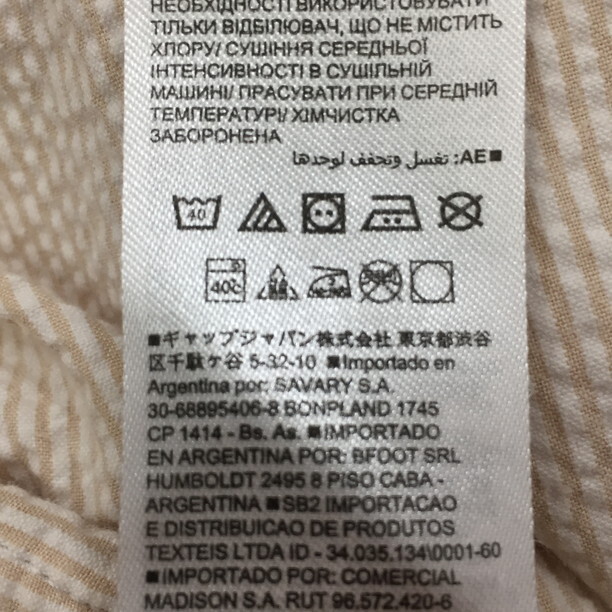 НЕОБХІДНОСТІ ВИКОРИСТОВУВАТИ
ТІЛЬКИ ВІДБІЛЮВАЧ, ЩО НЕ МІСТИТЬ
ХЛОРУ/ СУШІННЯ СЕРЕДНЬОЇ
ІНТЕНСИВНОСТІ В СУШІЛЬНІЙ
МАШИНІ/ ПРАСУВАТИ ПРИ СЕРЕДНІЙ
ТЕМПЕРАТУРІ/ ХІМЧИСТКА
ЗАБОРОНЕНА
■AE: تغسل وتجفف لوحدها
40
40℃
■ギャップジャパン株式会社 東京都渋谷
区千駄ヶ谷 5-32-10 ■Importado en
Argentina por: SAVARY S.A.
30-68895406-8 BONPLAND 1745
CP 1414 - Bs. As. ■IMPORTADO
EN ARGENTINA POR: BFOOT SRL
HUMBOLDT 2495 8 PISO CABA -
ARGENTINA ■SB2 IMPORTACAO
E DISTRIBUICAO DE PRODUTOS
TEXTEIS LTDA ID - 34.035.134\0001-60
■IMPORTADO POR: COMERCIAL
MADISON S.A. RUT 96.572.420-6